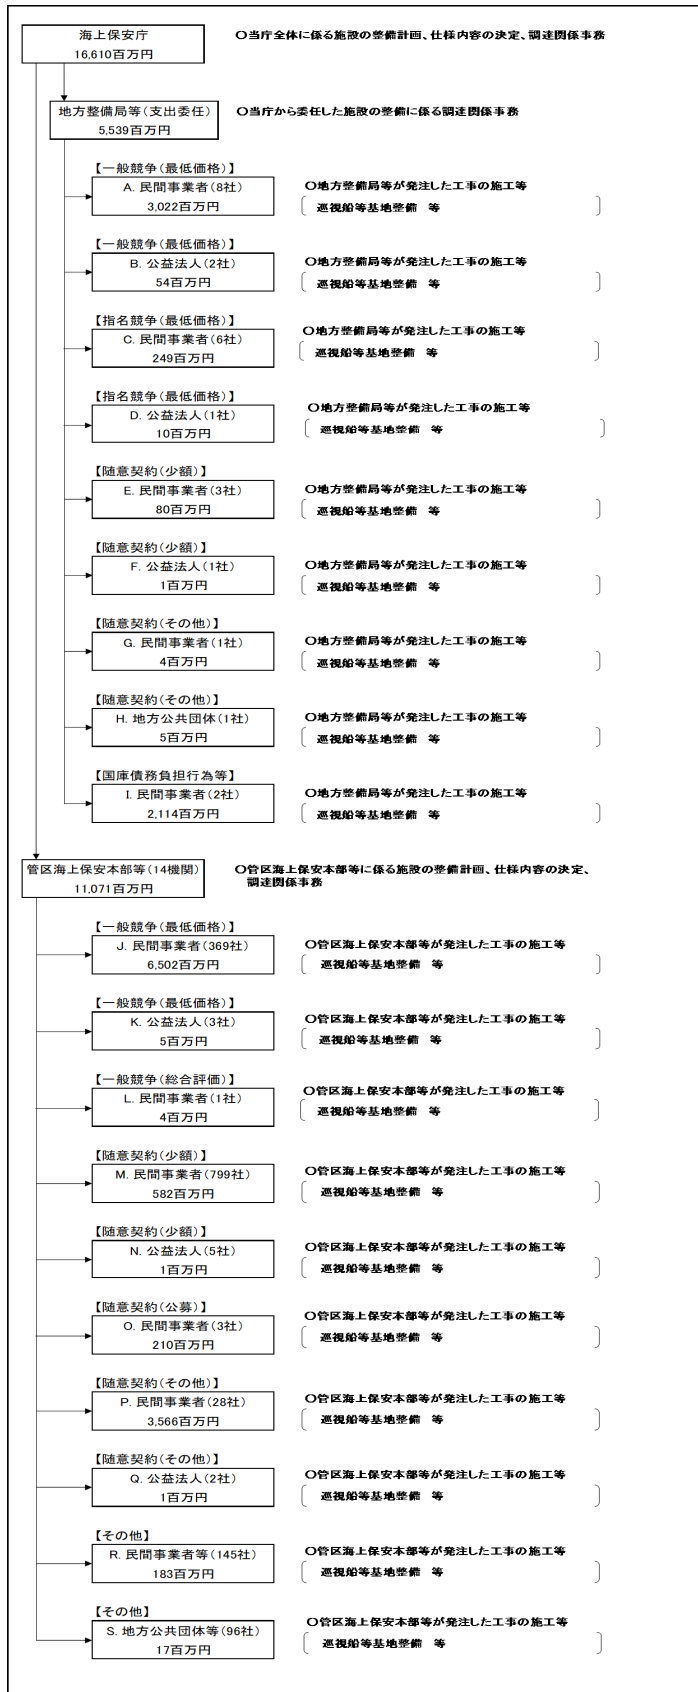 海上保安庁
16,610百万円
○当庁全体に係る施設の整備計画、仕様内容の決定、調達関係事務
地方整備局等(支出委任)
5,539百万円
○当庁から委任した施設の整備に係る調達関係事務
【一般競争(最低価格)】
A. 民間事業者(8社)
3,022百万円
○地方整備局等が発注した工事の施工等
巡視船等基地整備 等
【一般競争(最低価格)】
B. 公益法人(2社)
54百万円
○地方整備局等が発注した工事の施工等
巡視船等基地整備 等
【指名競争(最低価格)】
C. 民間事業者(6社)
249百万円
○地方整備局等が発注した工事の施工等
巡視船等基地整備 等
【指名競争(最低価格)】
D. 公益法人(1社)
10百万円
○地方整備局等が発注した工事の施工等
巡視船等基地整備 等
【随意契約(少額)】
E. 民間事業者(3社)
80百万円
○地方整備局等が発注した工事の施工等
巡視船等基地整備 等
【随意契約(少額)】
F. 公益法人(1社)
1百万円
○地方整備局等が発注した工事の施工等
巡視船等基地整備 等
【随意契約(その他)】
G. 民間事業者(1社)
4百万円
○地方整備局等が発注した工事の施工等
巡視船等基地整備 等
【随意契約(その他)】
H. 地方公共団体(1社)
5百万円
○地方整備局等が発注した工事の施工等
巡視船等基地整備 等
【国庫債務負担行為等】
I. 民間事業者(2社)
2,114百万円
○地方整備局等が発注した工事の施工等
巡視船等基地整備 等
管区海上保安本部等(14機関)
11,071百万円
○管区海上保安本部等に係る施設の整備計画、仕様内容の決定、
調達関係事務
【一般競争(最低価格)】
J. 民間事業者(369社)
6,502百万円
○管区海上保安本部等が発注した工事の施工等
巡視船等基地整備 等
【一般競争(最低価格)】
K. 公益法人(3社)
5百万円
○管区海上保安本部等が発注した工事の施工等
巡視船等基地整備 等
【一般競争(総合評価)】
L. 民間事業者(1社)
4百万円
○管区海上保安本部等が発注した工事の施工等
巡視船等基地整備 等
【随意契約(少額)】
M. 民間事業者(799社)
582百万円
○管区海上保安本部等が発注した工事の施工等
巡視船等基地整備 等
【随意契約(少額)】
N. 公益法人(5社)
1百万円
○管区海上保安本部等が発注した工事の施工等
巡視船等基地整備 等
【随意契約(公募)】
O. 民間事業者(3社)
210百万円
○管区海上保安本部等が発注した工事の施工等
巡視船等基地整備 等
【随意契約(その他)】
P. 民間事業者(28社)
3,566百万円
○管区海上保安本部等が発注した工事の施工等
巡視船等基地整備 等
【随意契約(その他)】
Q. 公益法人(2社)
1百万円
○管区海上保安本部等が発注した工事の施工等
巡視船等基地整備 等
【その他】
R. 民間事業者等(145社)
183百万円
○管区海上保安本部等が発注した工事の施工等
巡視船等基地整備 等
【その他】
S. 地方公共団体等(96社)
17百万円
○管区海上保安本部等が発注した工事の施工等
巡視船等基地整備 等